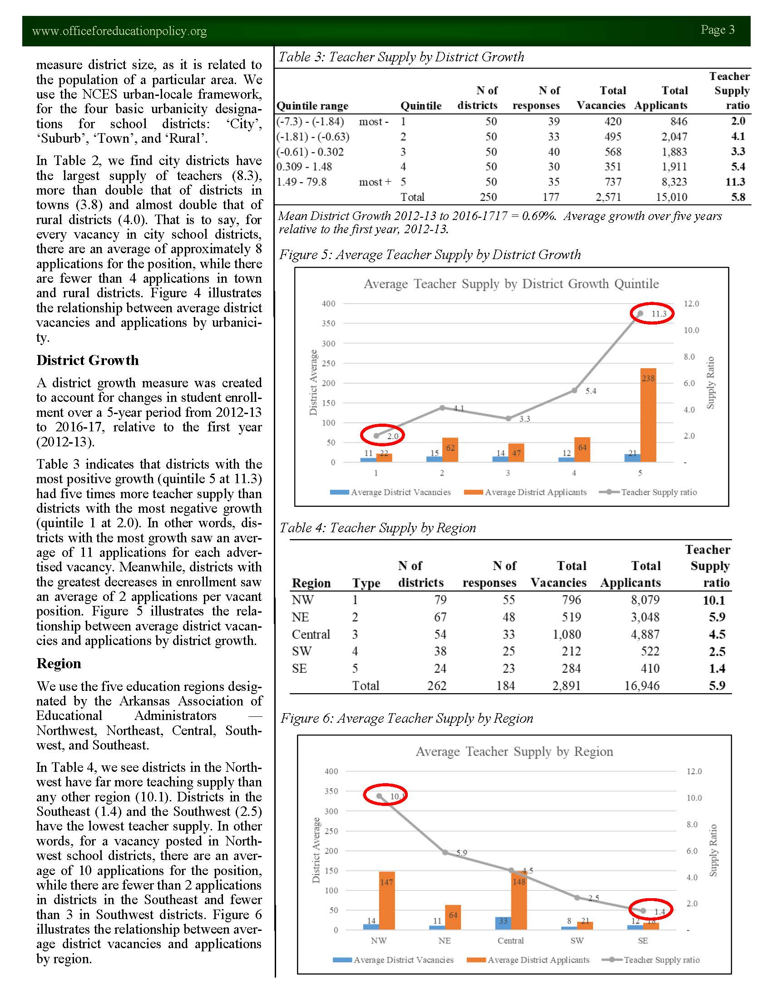 www.officeforeducationpolicy.org
Page 3
measure district size, as it is related to
the population of a particular area. We
use the NCES urban-locale framework,
for the four basic urbanicity designa-
tions for school districts: ‘City’,
‘Suburb’, ‘Town’, and ‘Rural’.
In Table 2, we find city districts have
the largest supply of teachers (8.3),
more than double that of districts in
towns (3.8) and almost double that of
rural districts (4.0). That is to say, for
every vacancy in city school districts,
there are an average of approximately 8
applications for the position, while there
are fewer than 4 applications in town
and rural districts. Figure 4 illustrates
the relationship between average district
vacancies and applications by urbanici-
ty.
District Growth
A district growth measure was created
to account for changes in student enroll-
ment over a 5-year period from 2012-13
to 2016-17, relative to the first year
(2012-13).
Table 3 indicates that districts with the
most positive growth (quintile 5 at 11.3)
had five times more teacher supply than
districts with the most negative growth
(quintile 1 at 2.0). In other words, dis-
tricts with the most growth saw an aver-
age of 11 applications for each adver-
tised vacancy. Meanwhile, districts with
the greatest decreases in enrollment saw
an average of 2 applications per vacant
position. Figure 5 illustrates the rela-
tionship between average district vacan-
cies and applications by district growth.
Region
We use the five education regions desig-
nated by the Arkansas Association of
Educational Administrators —
Northwest, Northeast, Central, South-
west, and Southeast.
In Table 4, we see districts in the North-
west have far more teaching supply than
any other region (10.1). Districts in the
Southeast (1.4) and the Southwest (2.5)
have the lowest teacher supply. In other
words, for a vacancy posted in North-
west school districts, there are an aver-
age of 10 applications for the position,
while there are fewer than 2 applications
in districts in the Southeast and fewer
than 3 in Southwest districts. Figure 6
illustrates the relationship between aver-
age district vacancies and applications
by region.
Table 3: Teacher Supply by District Growth
Teacher
N of N of Total Total Supply
Quintile range Quintile districts responses Vacancies Applicants ratio
(-7.3) - (-1.84) most - 1 50 39 420 846 2.0
(-1.81) - (-0.63) 2 50 33 495 2,047 4.1
(-0.61) - 0.302 3 50 40 568 1,883 3.3
0.309 - 1.48 4 50 30 351 1,911 5.4
1.49 - 79.8 most + 5 50 35 737 8,323 11.3
Total 250 177 2,571 15,010 5.8
Mean District Growth 2012-13 to 2016-1717 = 0.69%. Average growth over five years
relative to the first year, 2012-13.
Figure 5: Average Teacher Supply by District Growth
Average Teacher Supply by District Growth Quintile
400 12.0
11.3
350 10.0
300
250 8.0
200 238 6.0
5.4
150
4.1 4.0
100 3.3
2.0 2.0
50 11 22 15 62 14 47 12 64 21
0 -
1 2 3 4 5
District Average
Supply Ratio
Average District Vacancies Average District Applicants Teacher Supply ratio
Table 4: Teacher Supply by Region
Teacher
N of N of Total Total Supply
Region Type districts responses Vacancies Applicants ratio
NW 1 79 55 796 8,079 10.1
NE 2 67 48 519 3,048 5.9
Central 3 54 33 1,080 4,887 4.5
SW 4 38 25 212 522 2.5
SE 5 24 23 284 410 1.4
Total 262 184 2,891 16,946 5.9
Figure 6: Average Teacher Supply by Region
Average Teacher Supply by Region
400 12.0
350 10.1 10.0
300
250 8.0
200 5.9 6.0
150 4.5
147 148 4.0
100
2.5 2.0
50 64 1.4
14 11 33 8 21 12 18
0 -
NW NE Central SW SE
District Average
Supply Ratio
Average District Vacancies Average District Applicants Teacher Supply ratio